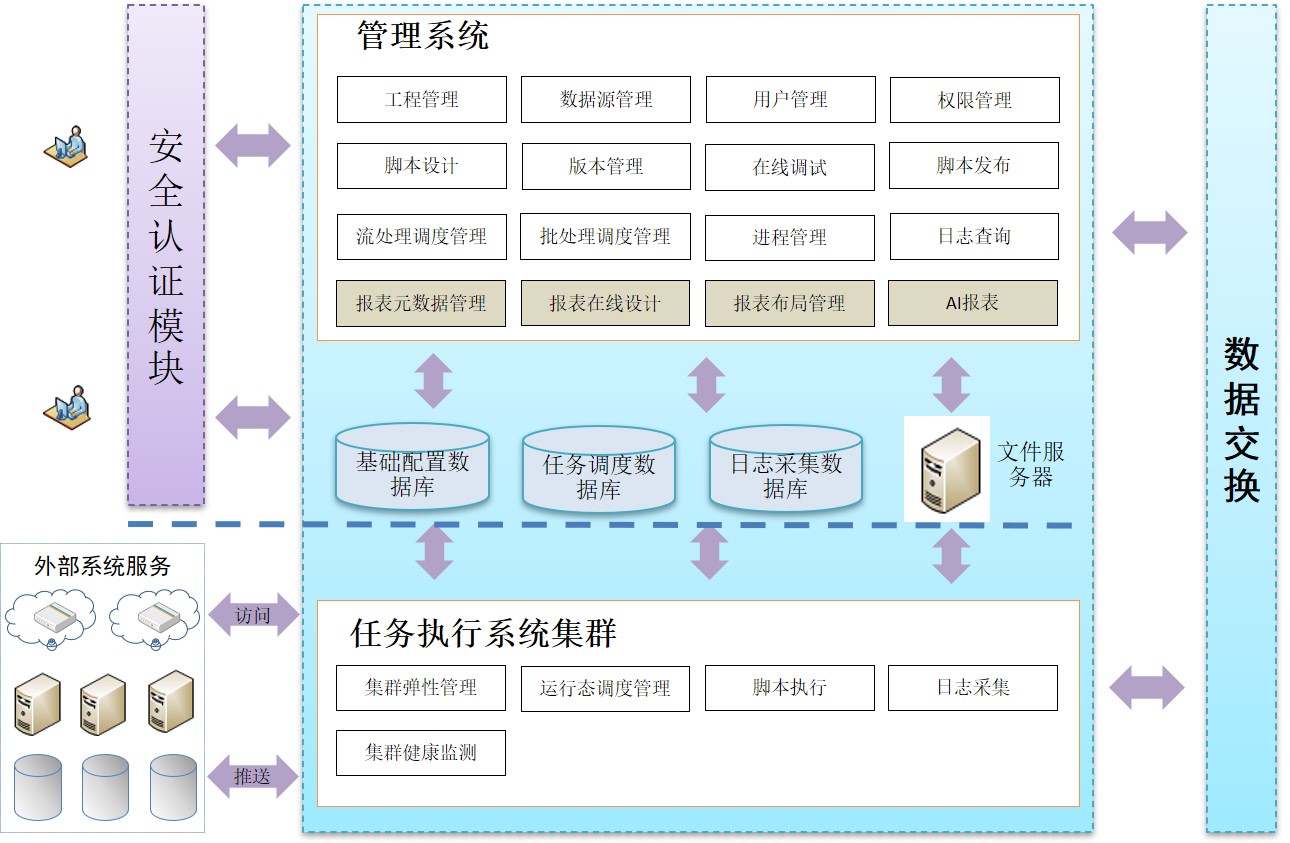 管理系统
工程管理
数据源管理
用户管理
权限管理
脚本设计
版本管理
在线调试
脚本发布
流处理调度管理
批处理调度管理
进程管理
日志查询
报表元数据管理
报表在线设计
报表布局管理
AI报表
安全认证模块
基础配置数
据库
任务调度数
据库
日志采集数
据库
文件服
务器
数据交换
外部系统服务
访问
推送
任务执行系统集群
集群弹性管理
运行态调度管理
脚本执行
日志采集
集群健康监测